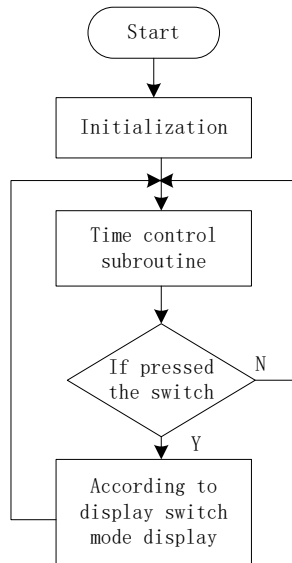 Start
Initialization
Time control
subroutine
If pressed
the switch
N
Y
According to
display switch
mode display